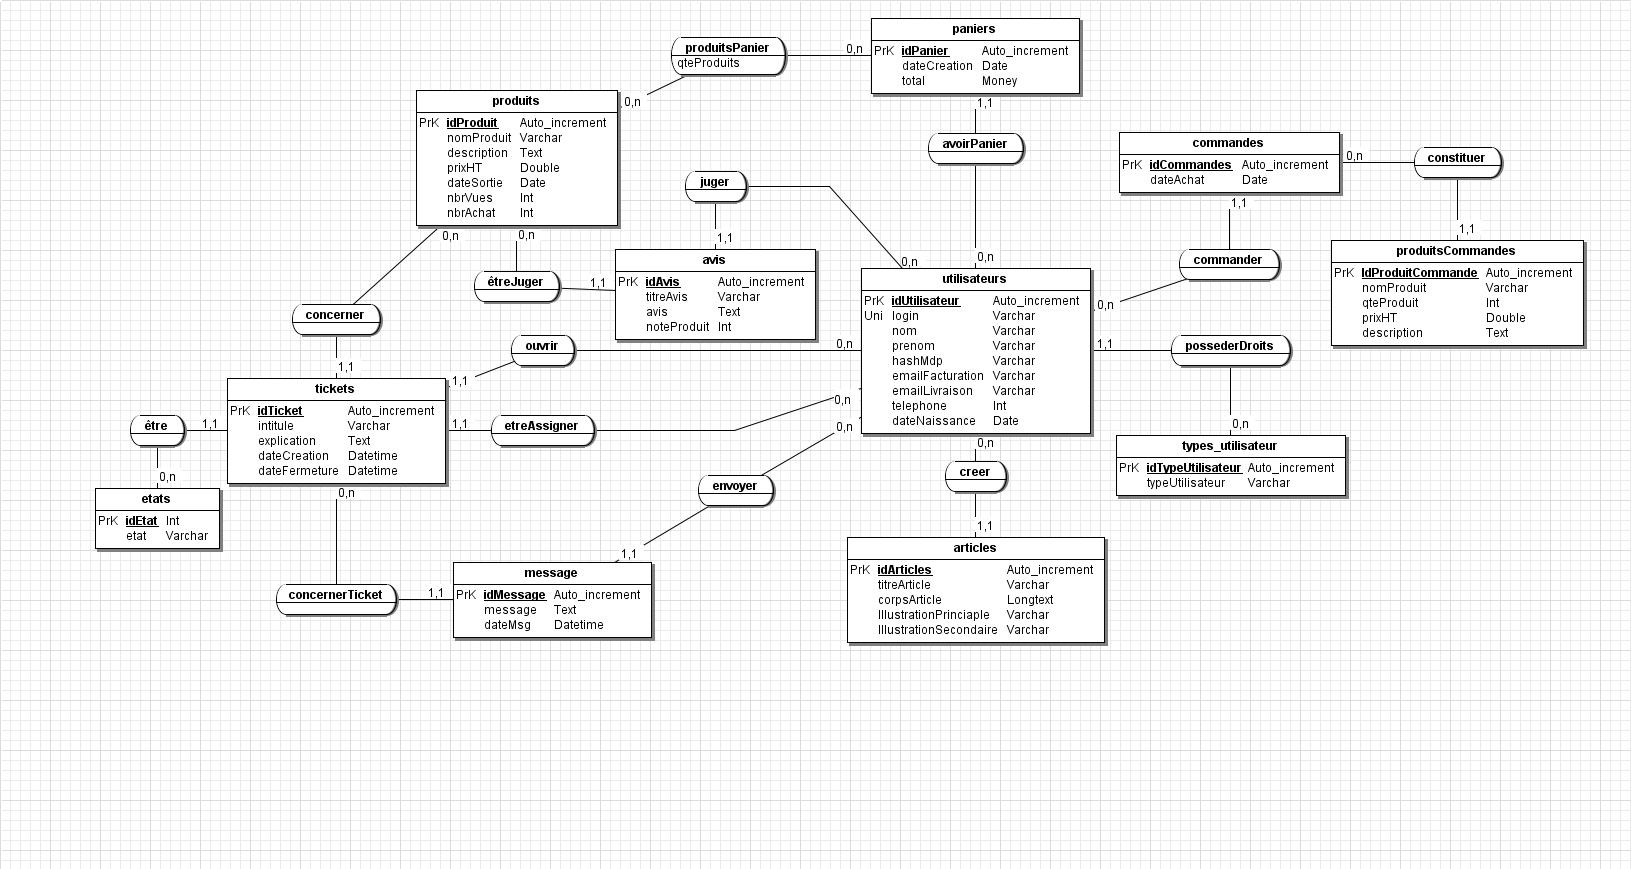 paniers
PrK idPanier Auto_increment
dateCreation Date
total Money
produitsPanier
qteProduits
0,n
0,n
1,1
produits
PrK idProduit Auto_increment
nomProduit Varchar
description Text
prixHT Double
dateSortie Date
nbrVues Int
nbrAchat Int
avoirPanier
0,n
commandes
PrK idCommandes Auto_increment
dateAchat Date
0,n
constituer
1,1
1,1
juger
1,1
0,n
0,n
0,n
êtreJuger
1,1
avis
PrK idAvis Auto_increment
titreAvis Varchar
avis Text
noteProduit Int
commander
0,n
produitsCommandes
PrK IdProduitCommande Auto_increment
nomProduit Varchar
qteProduit Int
prixHT Double
description Text
utilisateurs
PrK idUtilisateur Auto_increment
Uni login Varchar
nom Varchar
prenom Varchar
hashMdp Varchar
emailFacturation Varchar
emailLivraison Varchar
telephone Int
dateNaissance Date
concerner
1,1
ouvrir
0,n
1,1
1,1
possederDroits
0,n
tickets
PrK idTicket Auto_increment
intitule Varchar
explication Text
dateCreation Datetime
dateFermeture Datetime
être
1,1
0,n
1,1
etreAssigner
0,n
0,n
envoyer
1,1
0,n
creer
1,1
types_utilisateur
PrK idTypeUtilisateur Auto_increment
typeUtilisateur Varchar
etats
PrK idEtat Int
etat Varchar
0,n
concernerTicket
1,1
message
PrK idMessage Auto_increment
message Text
dateMsg Datetime
articles
PrK idArticles Auto_increment
titreArticle Varchar
corpsArticle Longtext
IllustrationPrinciaple Varchar
IllustrationSecondaire Varchar